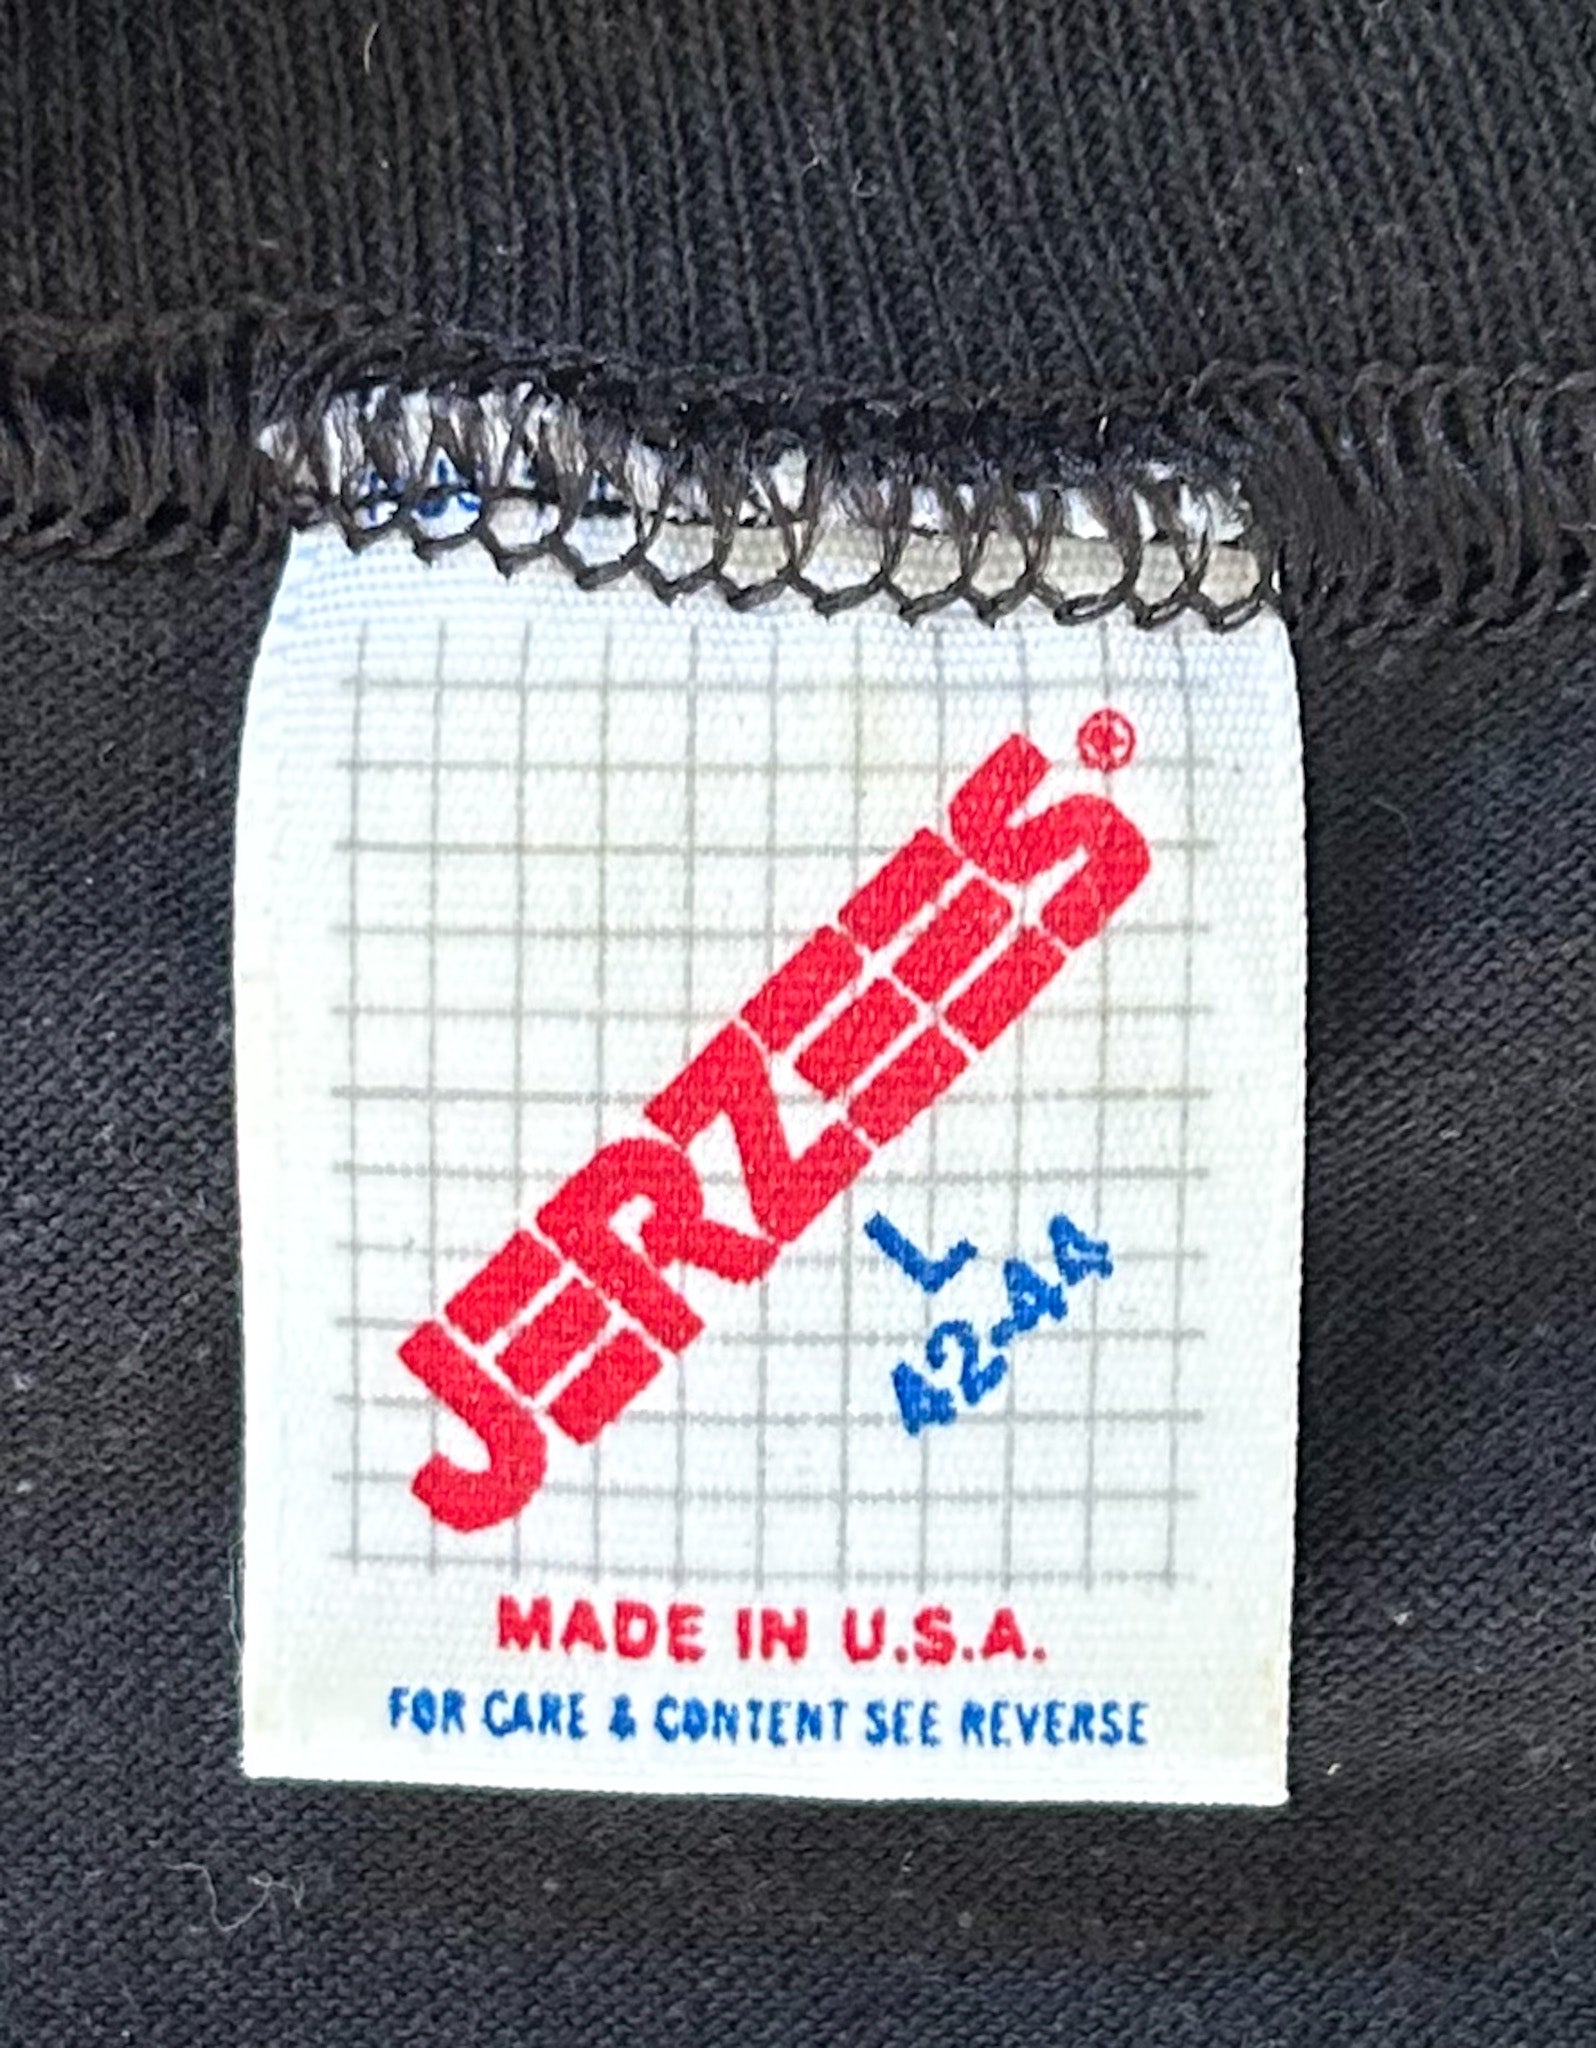 JERZEES®
L
42-44
MADE IN U.S.A.
FOR CARE & CONTENT SEE REVERSE